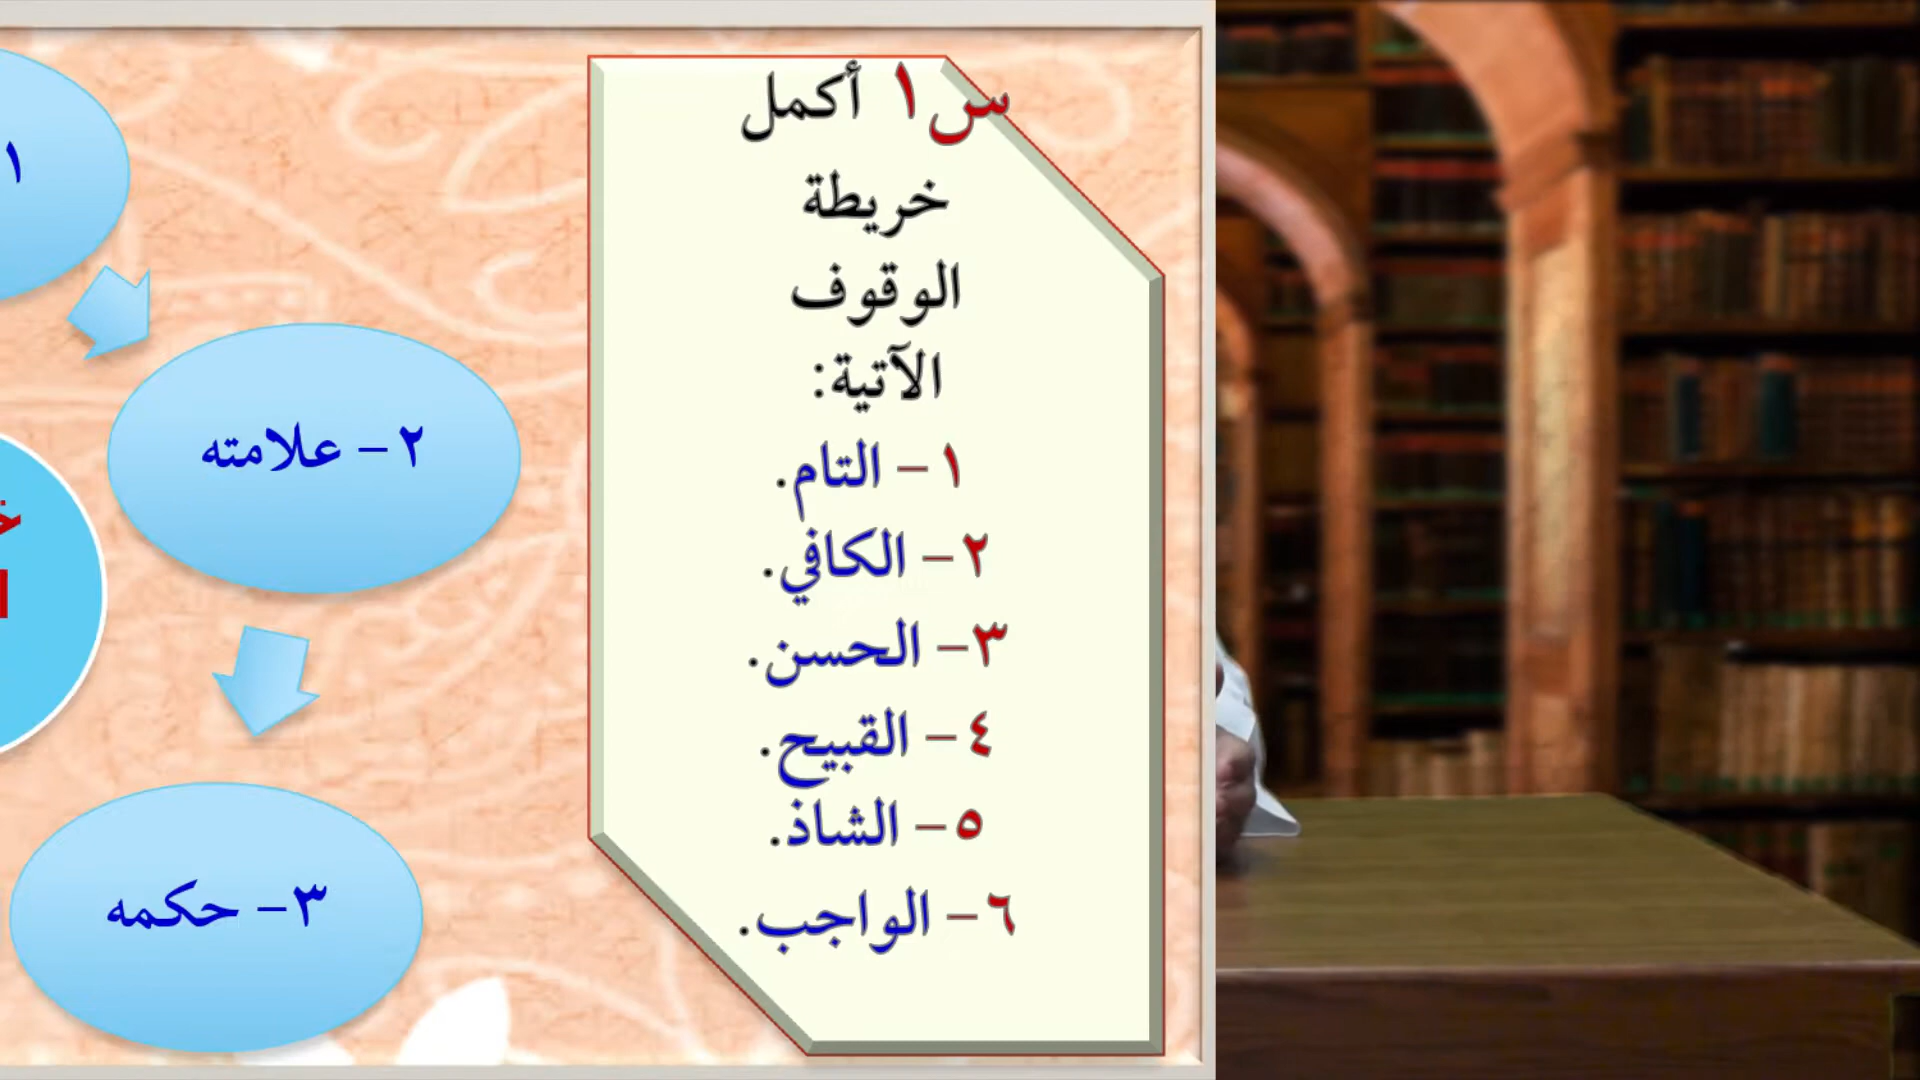 س١ أكمل
خريطة
الوقوف
الآتية:
١- التام.
٢- الكافي.
٣- الحسن.
٤- القبيح.
٥- الشاذ.
٦- الواجب.
١
٢- علامته
٣- حكمه